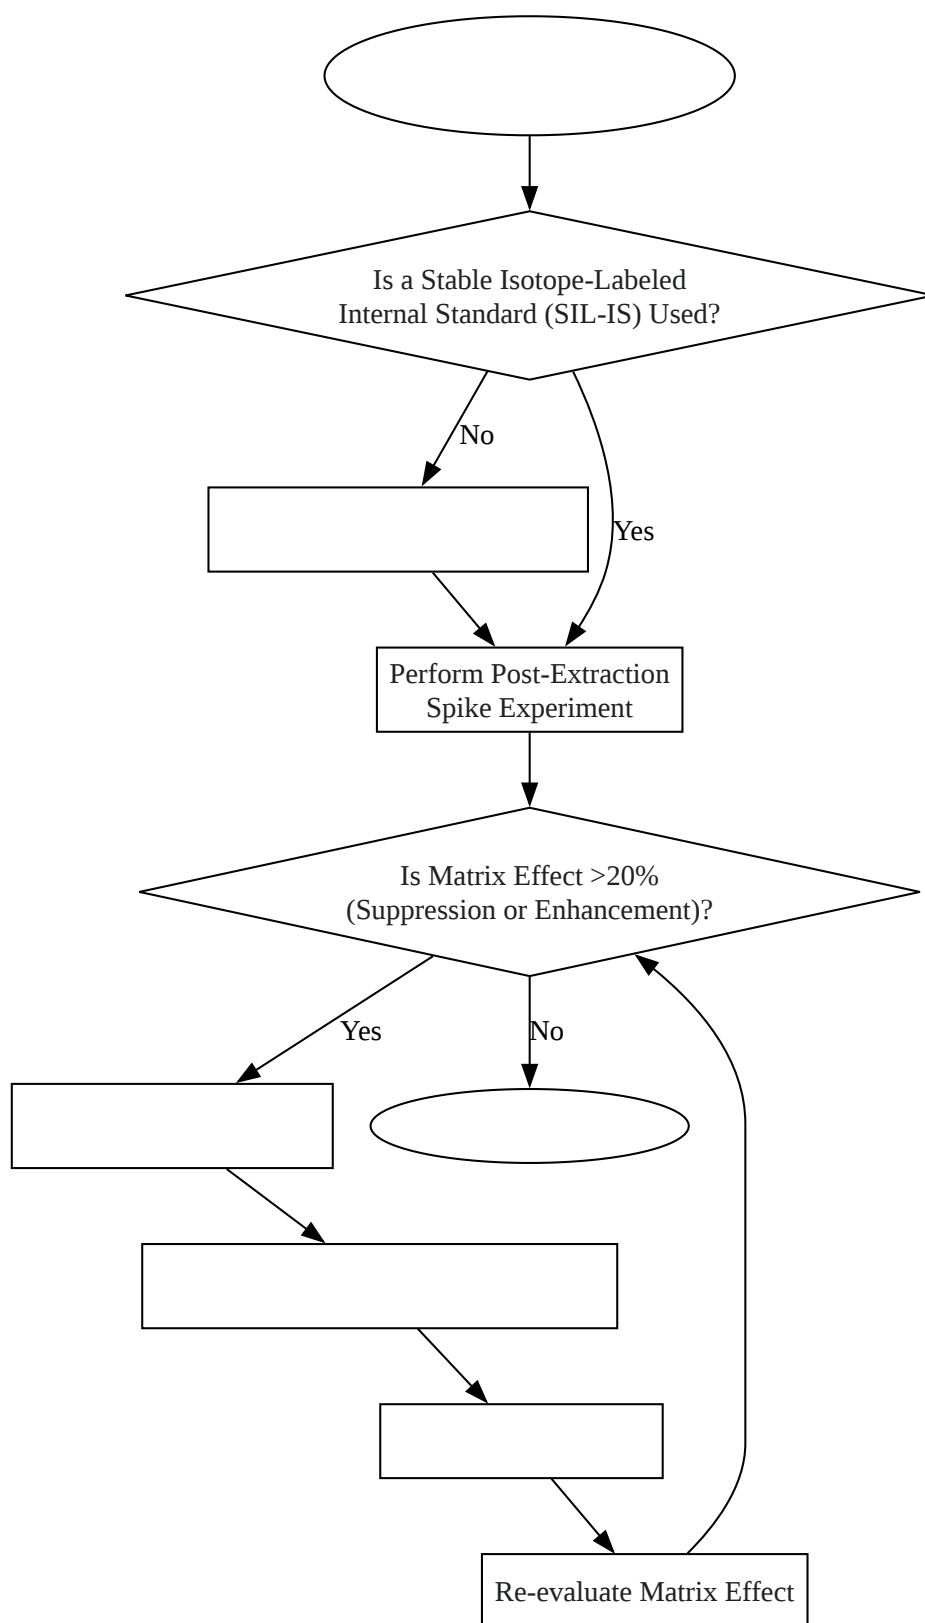 Is a Stable Isotope-Labeled
Internal Standard (SIL-IS) Used?
No
Yes
Perform Post-Extraction
Spike Experiment
Is Matrix Effect >20%
(Suppression or Enhancement)?
Yes
No
Re-evaluate Matrix Effect